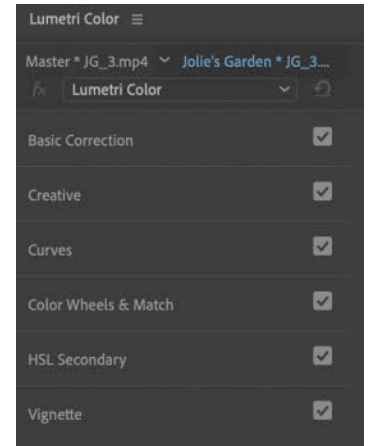 Lumetri Color
Master * JG_3.mp4 Jolie's Garden * JG_3....
fx Lumetri Color
Basic Correction
Creative
Curves
Color Wheels & Match
HSL Secondary
Vignette